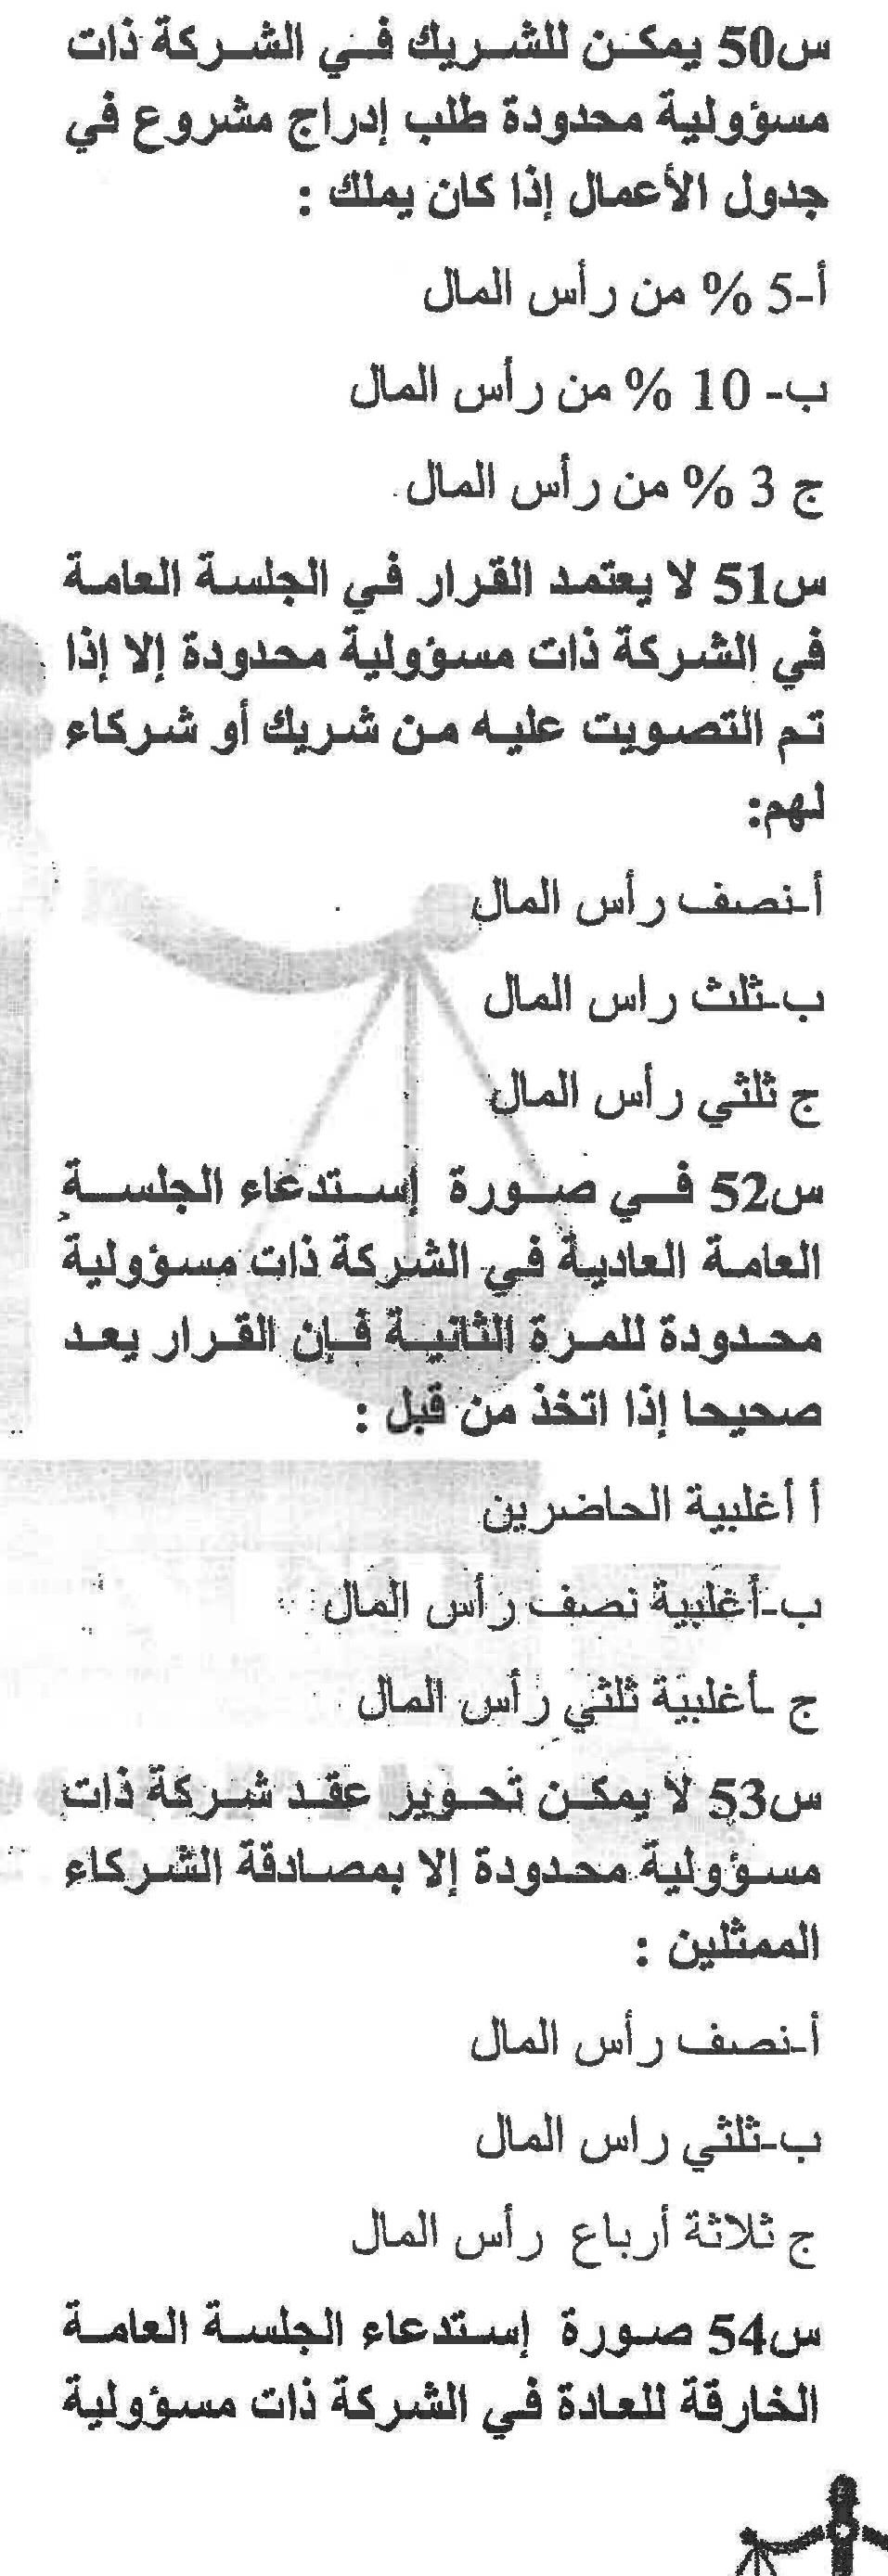 س50 يمكن للشريك في الشركة ذات
مسؤولية محدودة طلب إدراج مشروع في
جدول الأعمال إذا كان يملك :
أ-5 % من رأس المال
ب- 10 % من رأس المال
ج 3 % من رأس المال
س51 لا يعتمد القرار في الجلسة العامة
في الشركة ذات مسؤولية محدودة إلا إذا
تم التصويت عليه من شريك أو شركاء
لهم:
أ-نصف رأس المال
ب-ثلث راس المال
ج ثلثي رأس المال
س52 في صورة إستدعاء الجلسة
العامة العادية في الشركة ذات مسؤولية
محدودة للمرة الثانية فإن القرار يعد
صحيحا إذا اتخذ من قبل :
أ أغلبية الحاضرين
ب-أغلبية نصف رأس المال
ج -أغلبية ثلثي رأس المال
س53 لا يمكن تحوير عقد شركة ذات
مسؤولية محدودة إلا بمصادقة الشركاء
الممثلين :
أ-نصف رأس المال
ب-ثلثي راس المال
ج ثلاثة أرباع رأس المال
س54 صورة إستدعاء الجلسة العامة
الخارقة للعادة في الشركة ذات مسؤولية